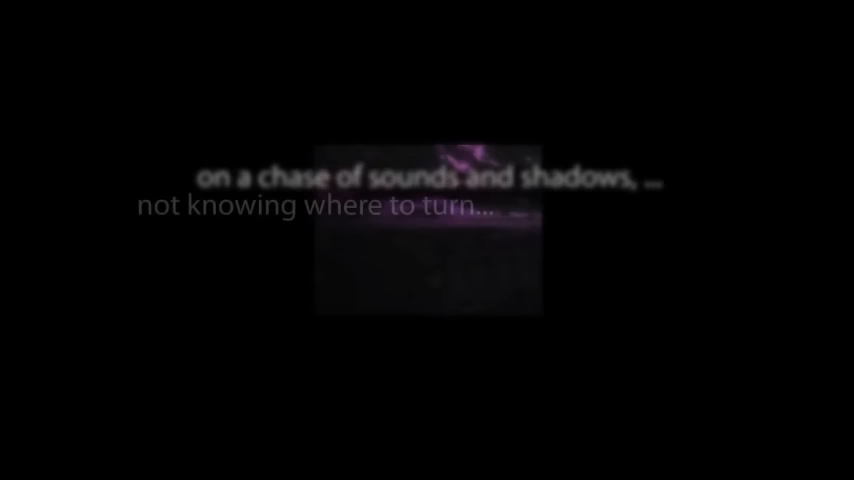 on a chase of sounds and shadows, ...
not knowing where to turn...